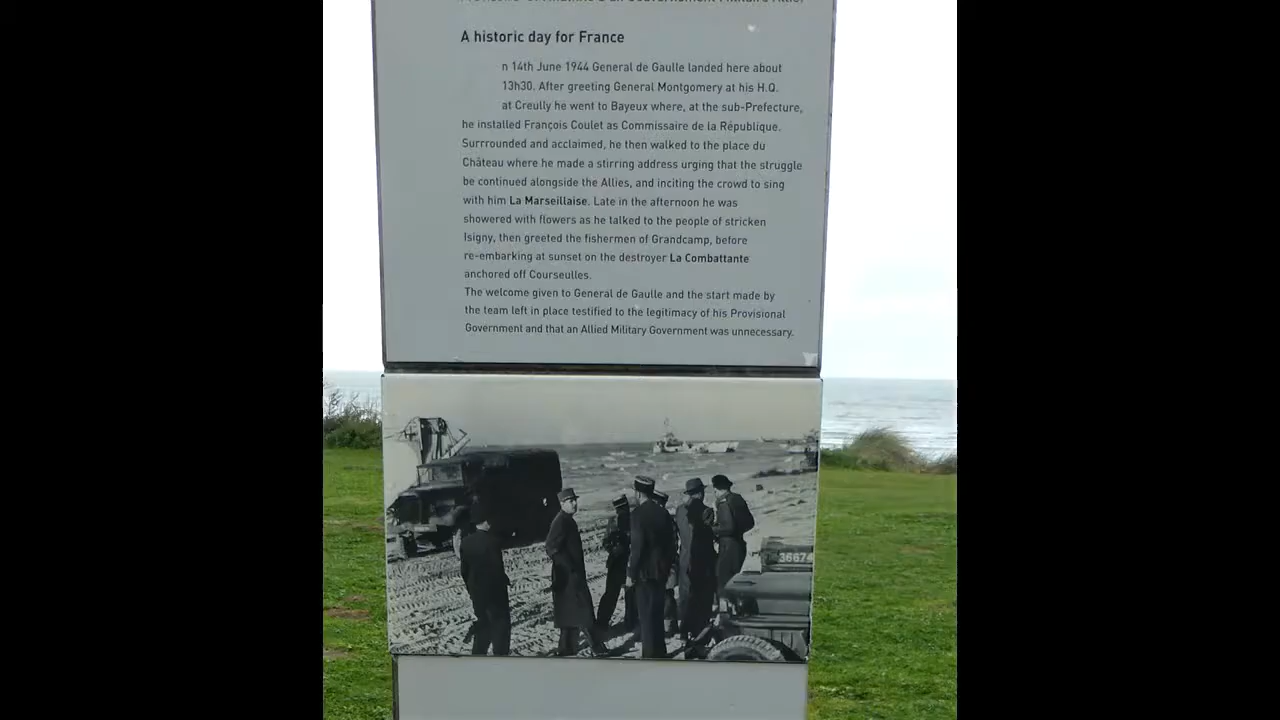 A historic day for France
n 14th June 1944 General de Gaulle landed here about
13h30. After greeting General Montgomery at his H.Q.
at Creully he went to Bayeux where, at the sub-Prefecture,
he installed François Coulet as Commissaire de la République.
Surrrounded and acclaimed, he then walked to the place du
Château where he made a stirring address urging that the struggle
be continued alongside the Allies, and inciting the crowd to sing
with him La Marseillaise. Late in the afternoon he was
showered with flowers as he talked to the people of stricken
Isigny, then greeted the fishermen of Grandcamp, before
re-embarking at sunset on the destroyer La Combattante
anchored off Courseulles.
The welcome given to General de Gaulle and the start made by
the team left in place testified to the legitimacy of his Provisional
Government and that an Allied Military Government was unnecessary.
36674